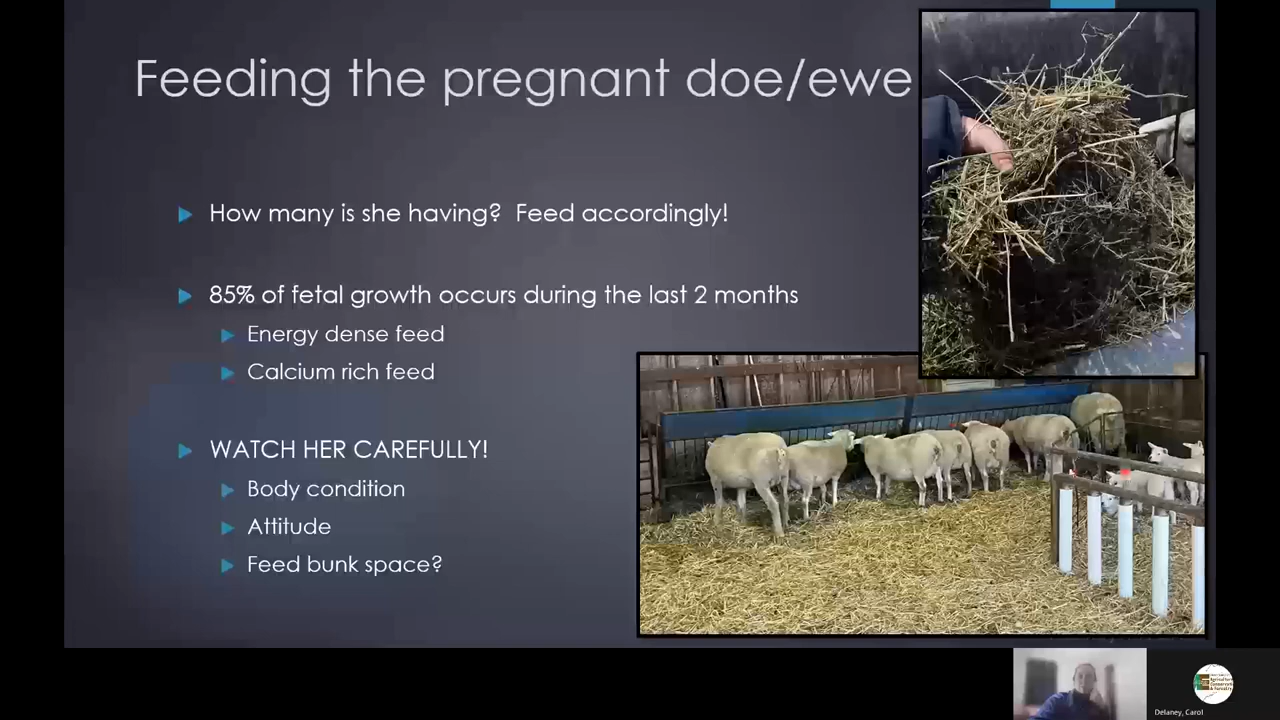 Feeding the pregnant doe/ewe
How many is she having? Feed accordingly!
85% of fetal growth occurs during the last 2 months
Energy dense feed
Calcium rich feed
WATCH HER CAREFULLY!
Body condition
Attitude
Feed bunk space?
Delaney, Carol